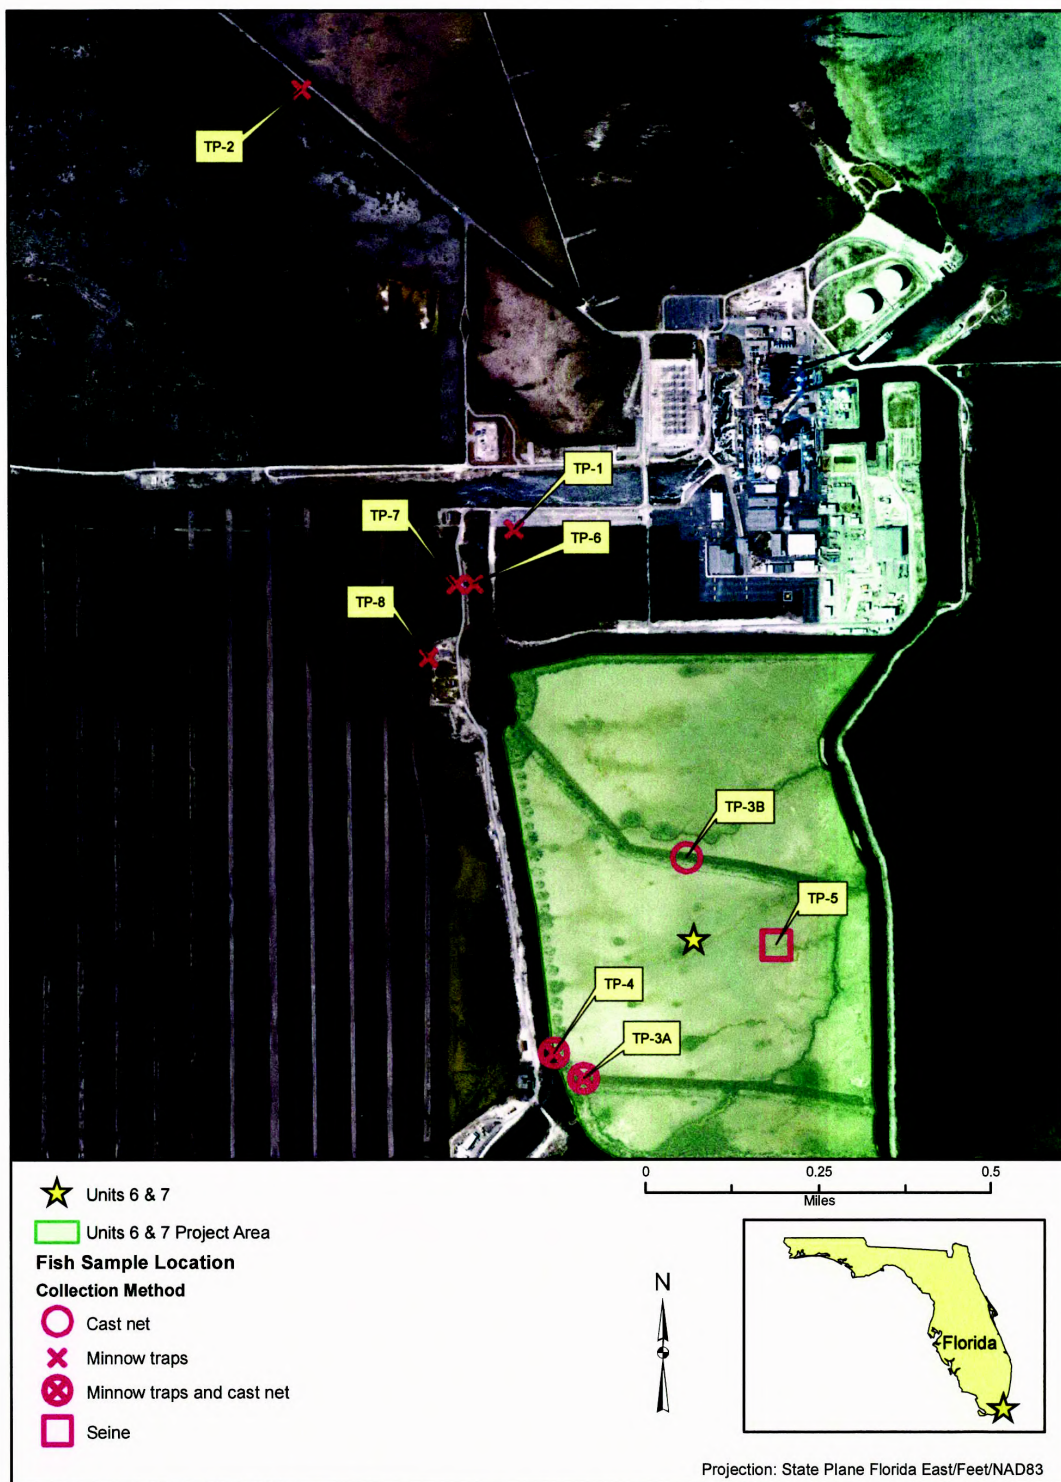 TP-2
TP-1
TP-7
TP-6
TP-8
TP-3B
TP-5
TP-4
TP-3A
Units 6 & 7
Units 6 & 7 Project Area
Fish Sample Location
Collection Method
Cast net
Minnow traps
Minnow traps and cast net
Seine
0 0.25 0.5
Miles
N
Florida
Projection: State Plane Florida East/Feet/NAD83